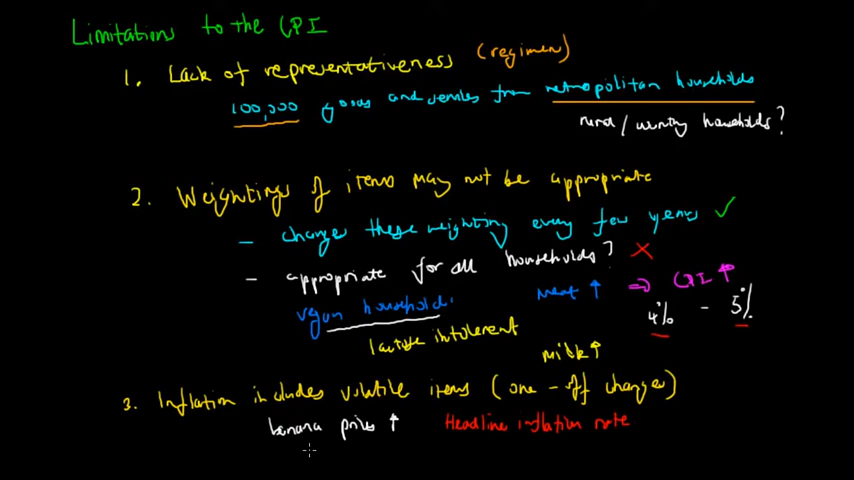 Limitations to the CPI
1. Lack of representativeness (regimen)
100,000 goods and services from metropolitan households
rural / country households?
2. Weightings of items may not be appropriate
- change these weighting every few years ✓
- appropriate for all households? ✗
vegan household. meat ↑ ⇒ CPI ↑
4% - 5%
lactose intolerent
milk ↑
3. Inflation includes volatile items (one-off changes)
banana prices ↑ Headline inflation rate